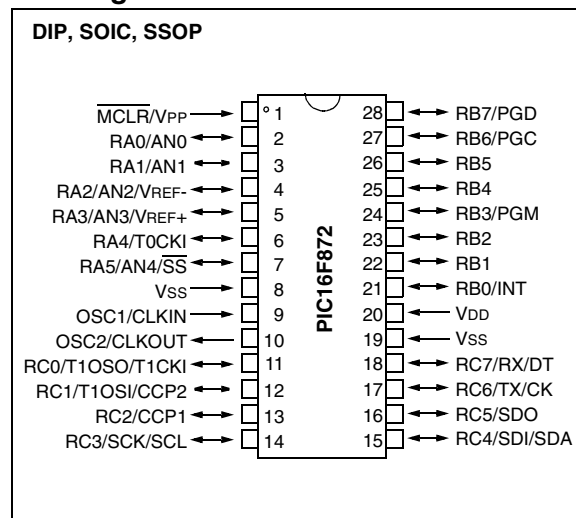 DIP, SOIC, SSOP
MCLR/VPP 1 28 RB7/PGD
RA0/AN0 2 27 RB6/PGC
RA1/AN1 3 26 RB5
RA2/AN2/VREF- 4 25 RB4
RA3/AN3/VREF+ 5 24 RB3/PGM
RA4/T0CKI 6 23 RB2
RA5/AN4/SS 7 22 RB1
VSS 8 21 RB0/INT
OSC1/CLKIN 9 20 VDD
OSC2/CLKOUT 10 19 VSS
RC0/T1OSO/T1CKI 11 18 RC7/RX/DT
RC1/T1OSI/CCP2 12 17 RC6/TX/CK
RC2/CCP1 13 16 RC5/SDO
RC3/SCK/SCL 14 15 RC4/SDI/SDA
PIC16F872